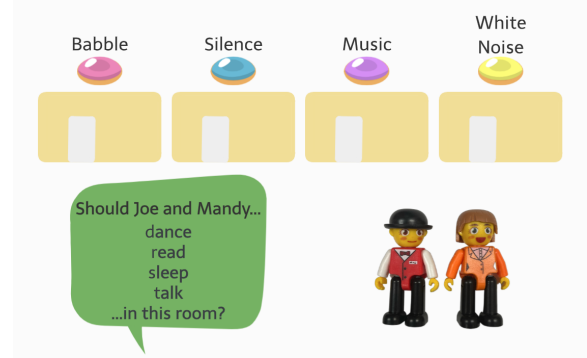 Babble
Silence
Music
White
Noise
Should Joe and Mandy...
dance
read
sleep
talk
...in this room?